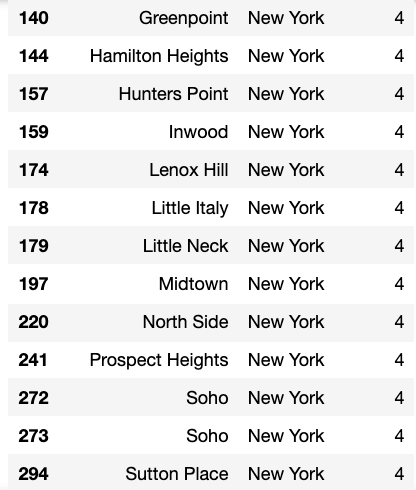 140 Greenpoint New York 4
144 Hamilton Heights New York 4
157 Hunters Point New York 4
159 Inwood New York 4
174 Lenox Hill New York 4
178 Little Italy New York 4
179 Little Neck New York 4
197 Midtown New York 4
220 North Side New York 4
241 Prospect Heights New York 4
272 Soho New York 4
273 Soho New York 4
294 Sutton Place New York 4